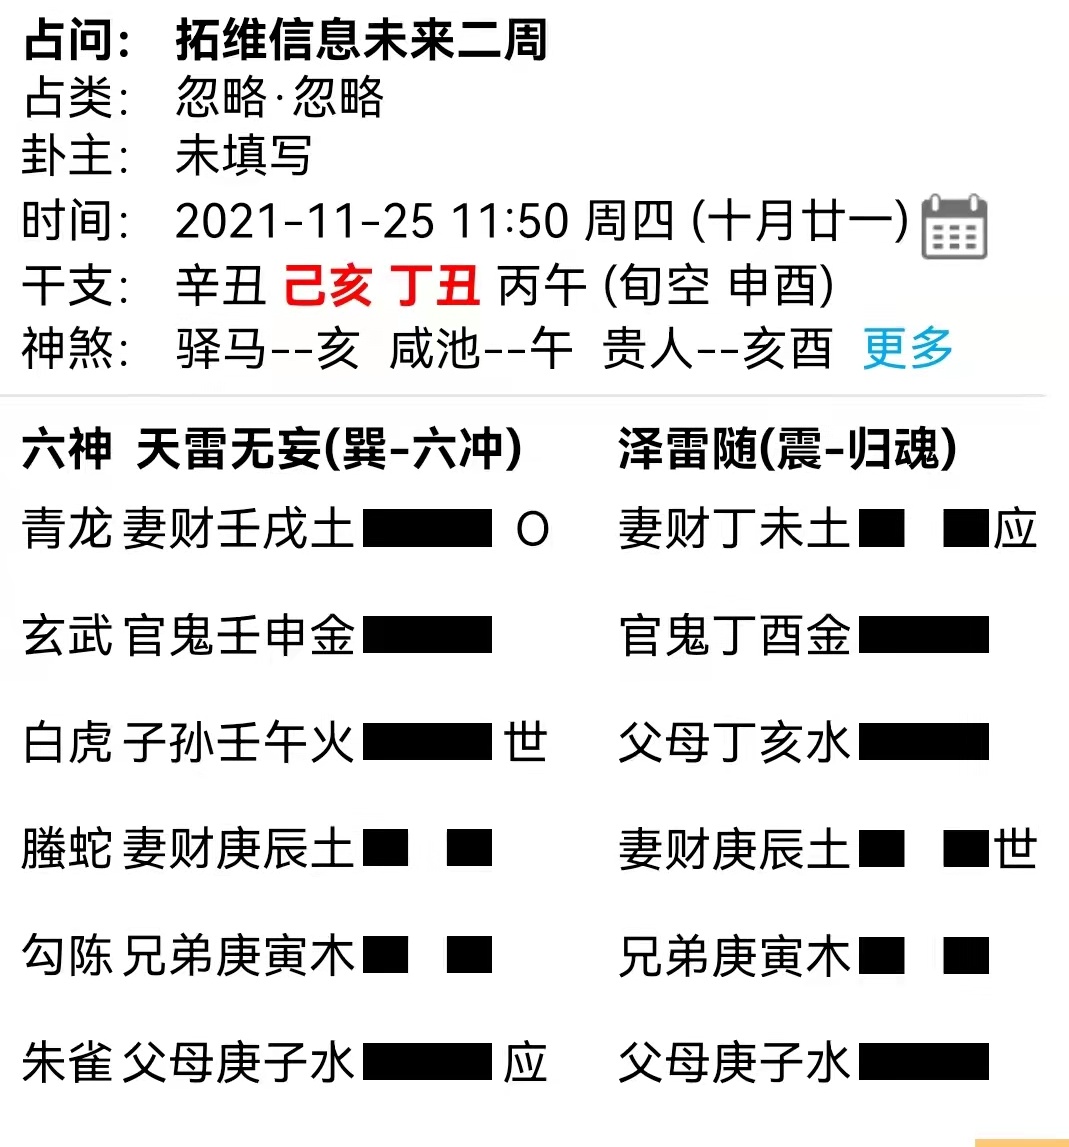 占问： 拓维信息未来二周
占类： 忽略·忽略
卦主： 未填写
时间： 2021-11-25 11:50 周四 (十月廿一)
干支： 辛丑 己亥 丁丑 丙午 (旬空 申酉)
神煞： 驿马--亥 咸池--午 贵人--亥酉 更多
六神 天雷无妄(巽-六冲) 泽雷随(震-归魂)
青龙 妻财壬戌土 O 妻财丁未土 应
玄武 官鬼壬申金 官鬼丁酉金
白虎 子孙壬午火 世 父母丁亥水
螣蛇 妻财庚辰土 妻财庚辰土 世
勾陈 兄弟庚寅木 兄弟庚寅木
朱雀 父母庚子水 应 父母庚子水